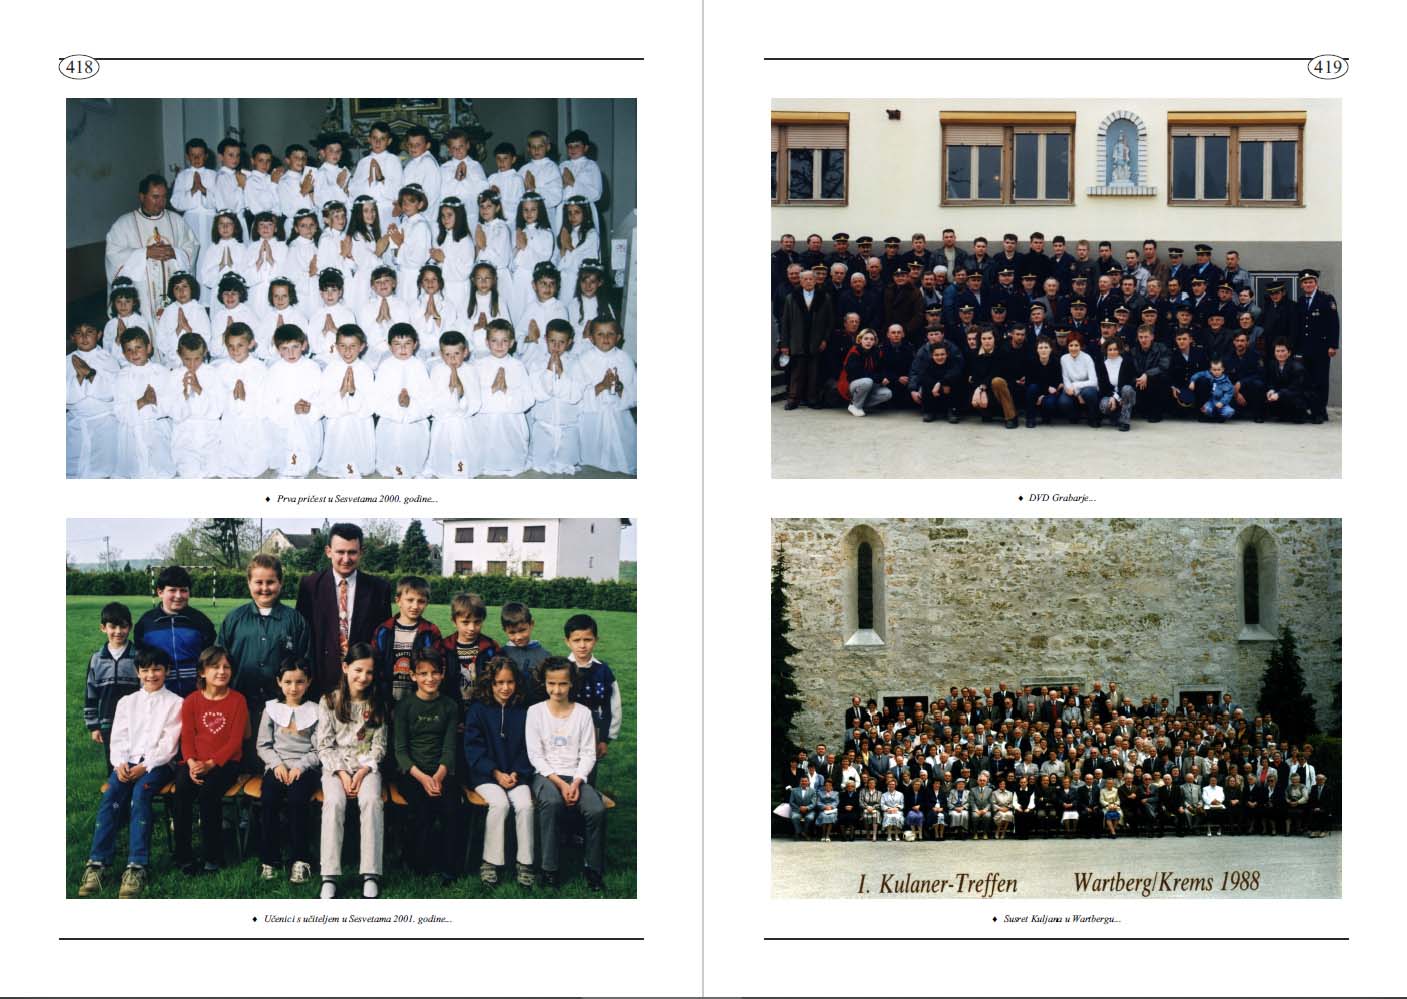 418
♦ Prva pričest u Sesvetama 2000. godine...
♦ Učenici s učiteljem u Sesvetama 2001. godine...
419
♦ DVD Grabarje...
I. Kulaner-Treffen Wartberg/Krems 1988
♦ Susret Kuljana u Wartbergu...